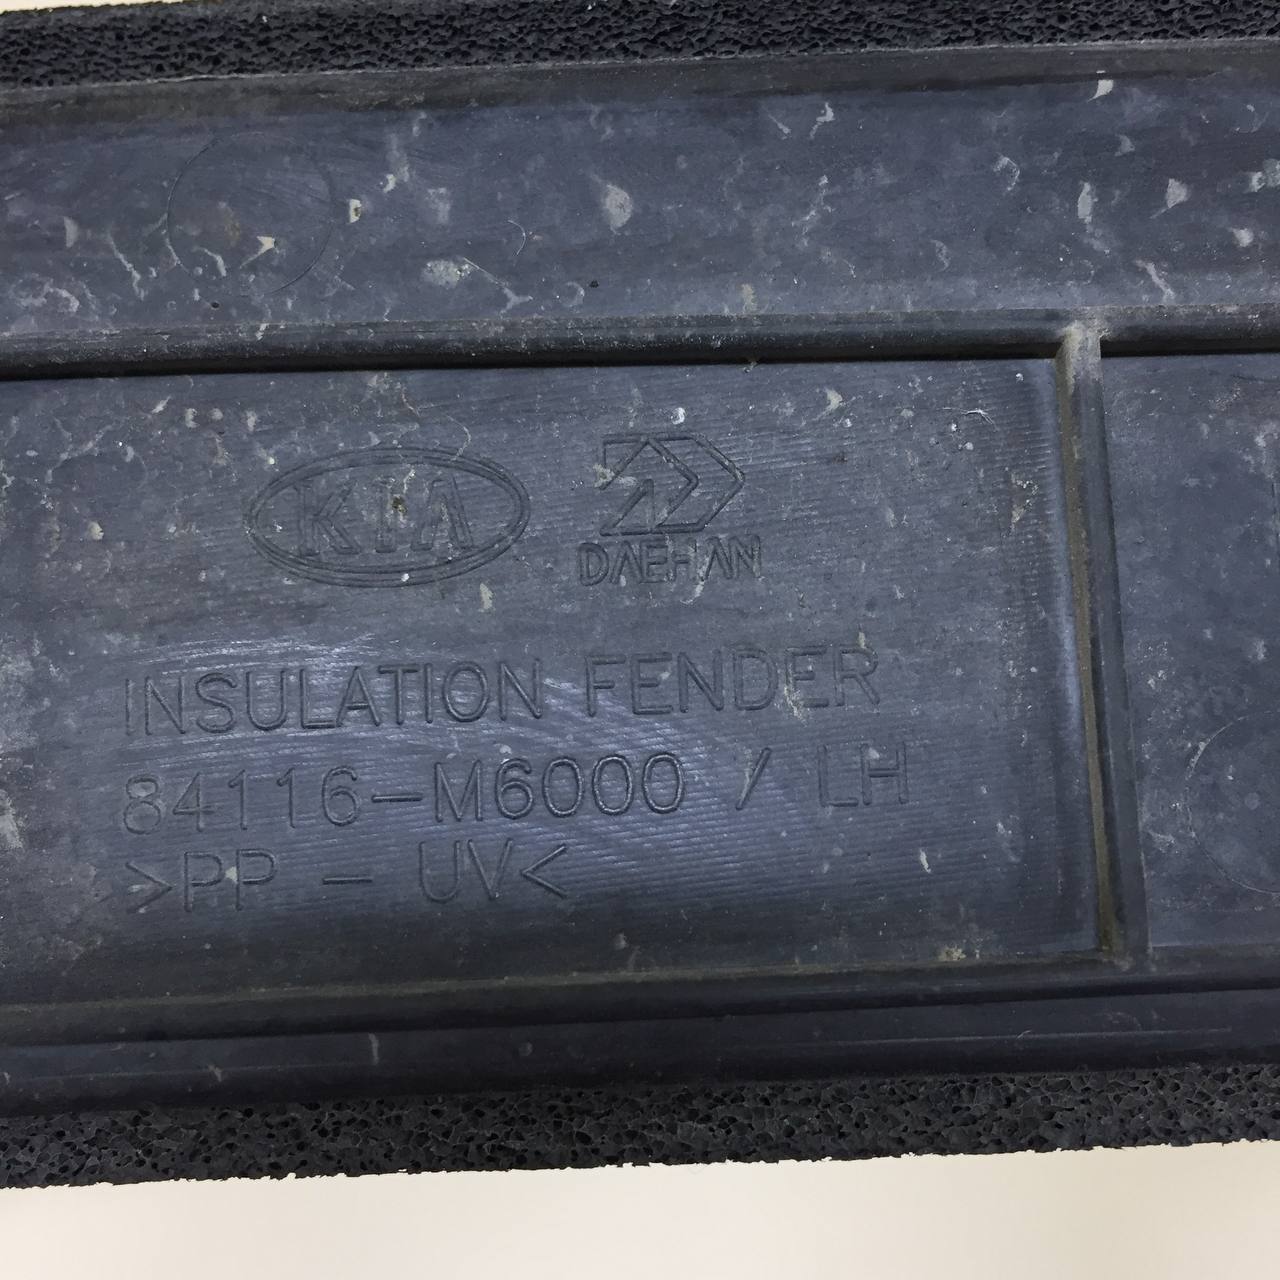 KIA
DAEHAN
INSULATION FENDER
84116-M6000 / LH
>PP - UV<